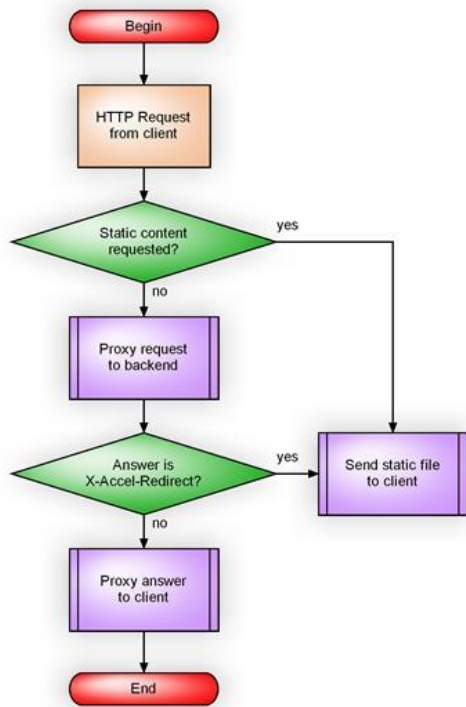 Begin
HTTP Request
from client
Static content
requested?
yes
no
Proxy request
to backend
Answer is
X-Accel-Redirect?
yes
Send static file
to client
no
Proxy answer
to client
End